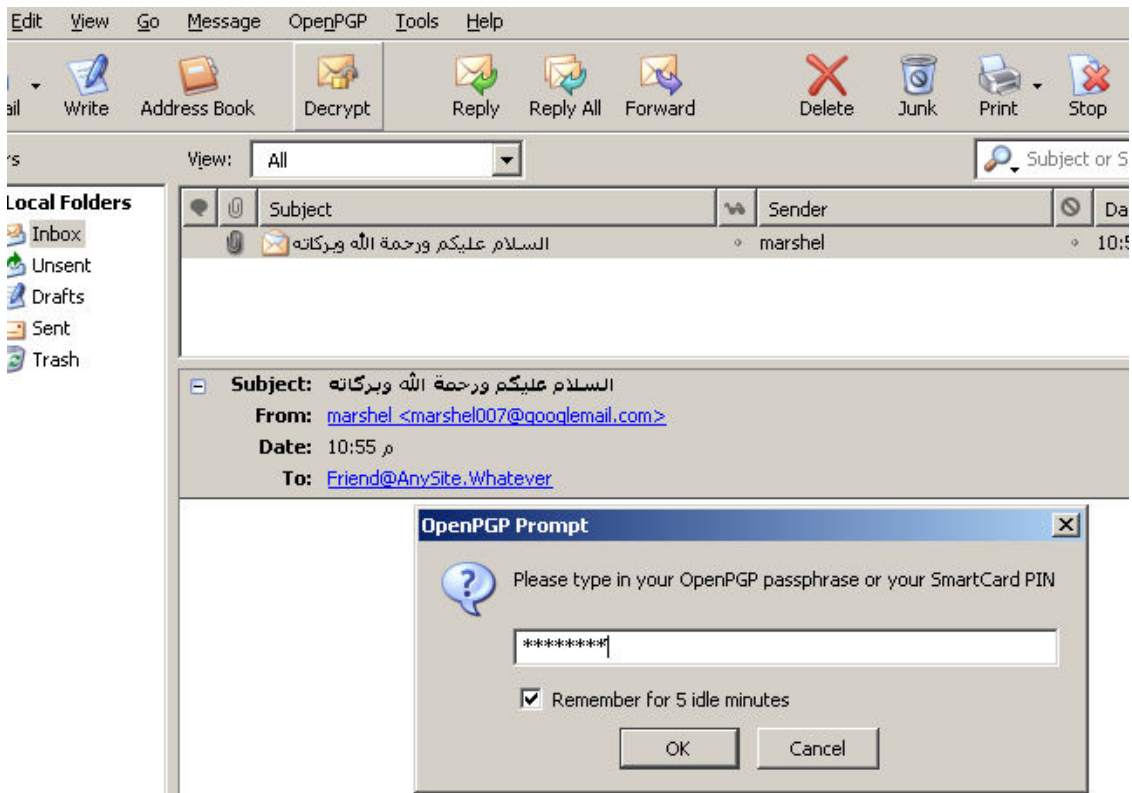 Edit View Go Message OpenPGP Tools Help
ail Write Address Book Decrypt Reply Reply All Forward Delete Junk Print Stop
rs View: All Subject or S
Local Folders
Subject Sender Da
Inbox
السلام عليكم ورحمة الله وبركاته marshel 10:5
Unsent
Drafts
Sent
Trash
Subject: السلام عليكم ورحمة الله وبركاته
From: marshel <marshel007@googlemail.com>
Date: 10:55 م
To: Friend@AnySite.Whatever
OpenPGP Prompt
Please type in your OpenPGP passphrase or your SmartCard PIN
********
Remember for 5 idle minutes
OK Cancel